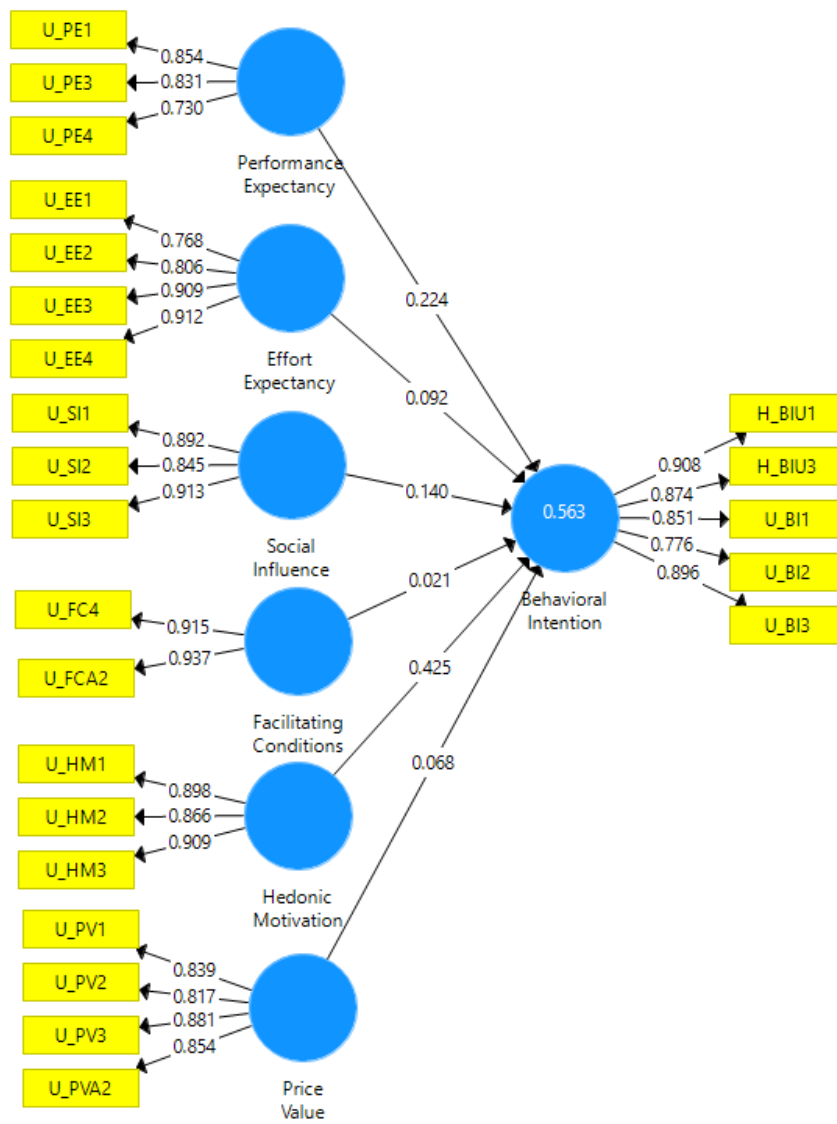 U_PE1
0.854
U_PE3
0.831
U_PE4
0.730
Performance
Expectancy
0.224
U_EE1
0.768
U_EE2
0.806
U_EE3
0.909
U_EE4
0.912
Effort
Expectancy
0.092
U_SI1
0.892
U_SI2
0.845
U_SI3
0.913
Social
Influence
0.140
U_FC4
0.915
U_FCA2
0.937
Facilitating
Conditions
0.021
U_HM1
0.898
U_HM2
0.866
U_HM3
0.909
Hedonic
Motivation
0.425
U_PV1
0.839
U_PV2
0.817
U_PV3
0.881
U_PVA2
0.854
Price
Value
0.068
0.563
Behavioral
Intention
H_BIU1
0.908
H_BIU3
0.874
U_BI1
0.851
U_BI2
0.776
U_BI3
0.896